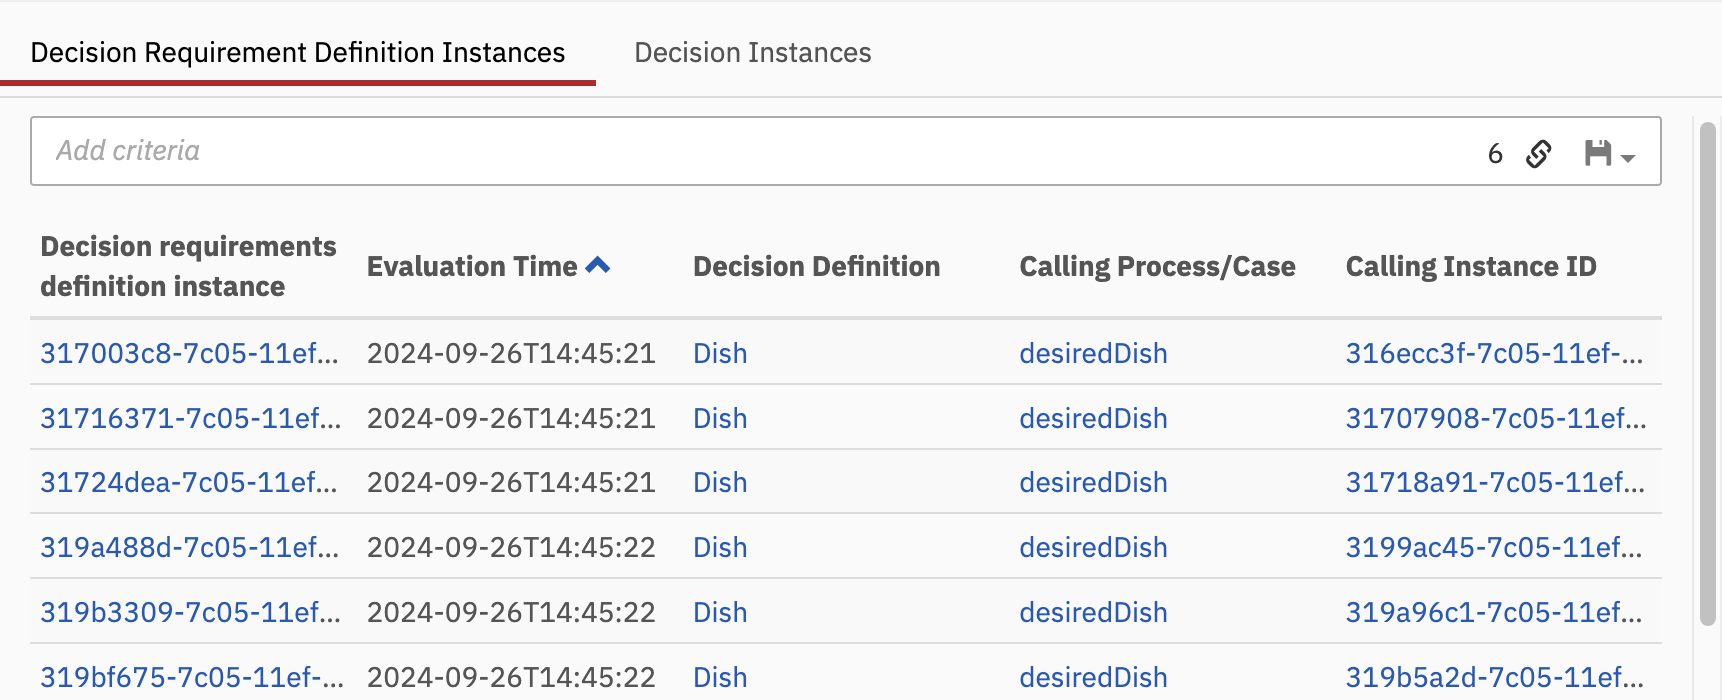 Decision Requirement Definition Instances Decision Instances
Add criteria 6
Decision requirements definition instance Evaluation Time Decision Definition Calling Process/Case Calling Instance ID
317003c8-7c05-11ef... 2024-09-26T14:45:21 Dish desiredDish 316ecc3f-7c05-11ef-...
31716371-7c05-11ef... 2024-09-26T14:45:21 Dish desiredDish 31707908-7c05-11ef...
31724dea-7c05-11ef... 2024-09-26T14:45:21 Dish desiredDish 31718a91-7c05-11ef...
319a488d-7c05-11ef... 2024-09-26T14:45:22 Dish desiredDish 3199ac45-7c05-11ef...
319b3309-7c05-11ef... 2024-09-26T14:45:22 Dish desiredDish 319a96c1-7c05-11ef...
319bf675-7c05-11ef-... 2024-09-26T14:45:22 Dish desiredDish 319b5a2d-7c05-11ef...